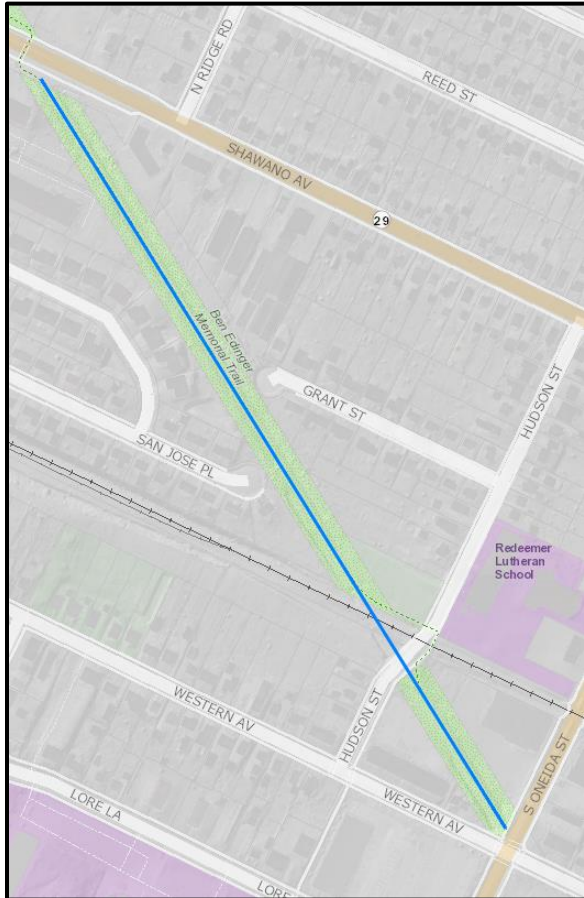 N RIDGE RD
REED ST
SHAWANO AV
29
Ben Edinger
Memorial Trail
GRANT ST
HUDSON ST
SAN JOSE PL
Redeemer
Lutheran
School
WESTERN AV
HUDSON ST
S ONEIDA ST
LORE LA
WESTERN AV
LORE